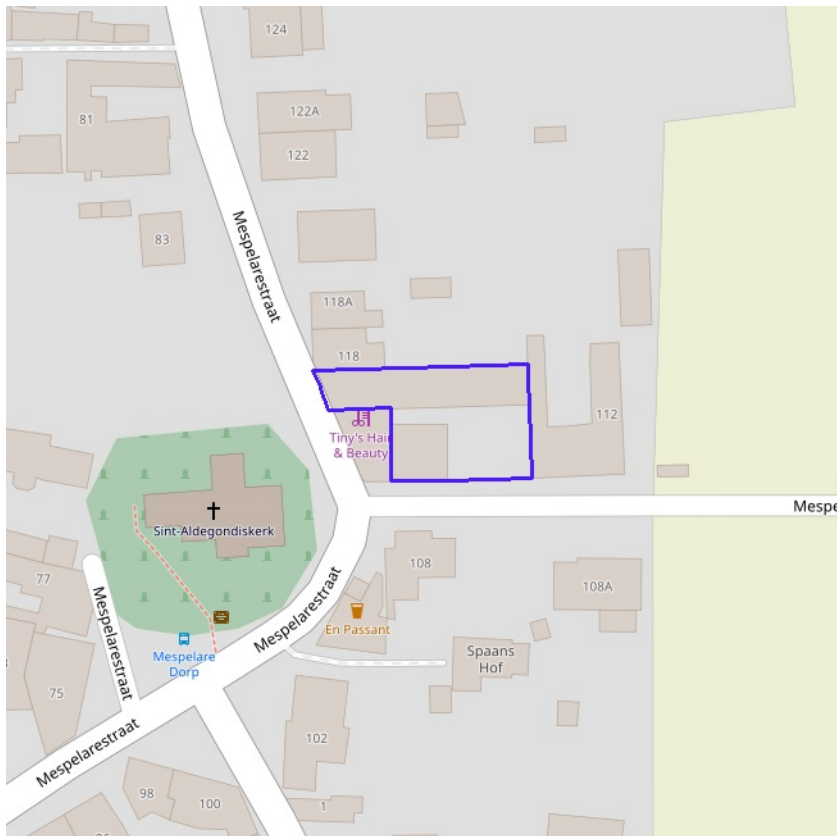 124
122A
81
122
83
Mespelarestraat
118A
118
112
Tiny's Hair
& Beauty
Sint-Aldegondiskerk
Mespe
108
77
108A
Mespelarestraat
En Passant
Mespelare
Dorp
Spaans
Hof
Mespelarestraat
75
102
Mespelarestraat
98
100
1